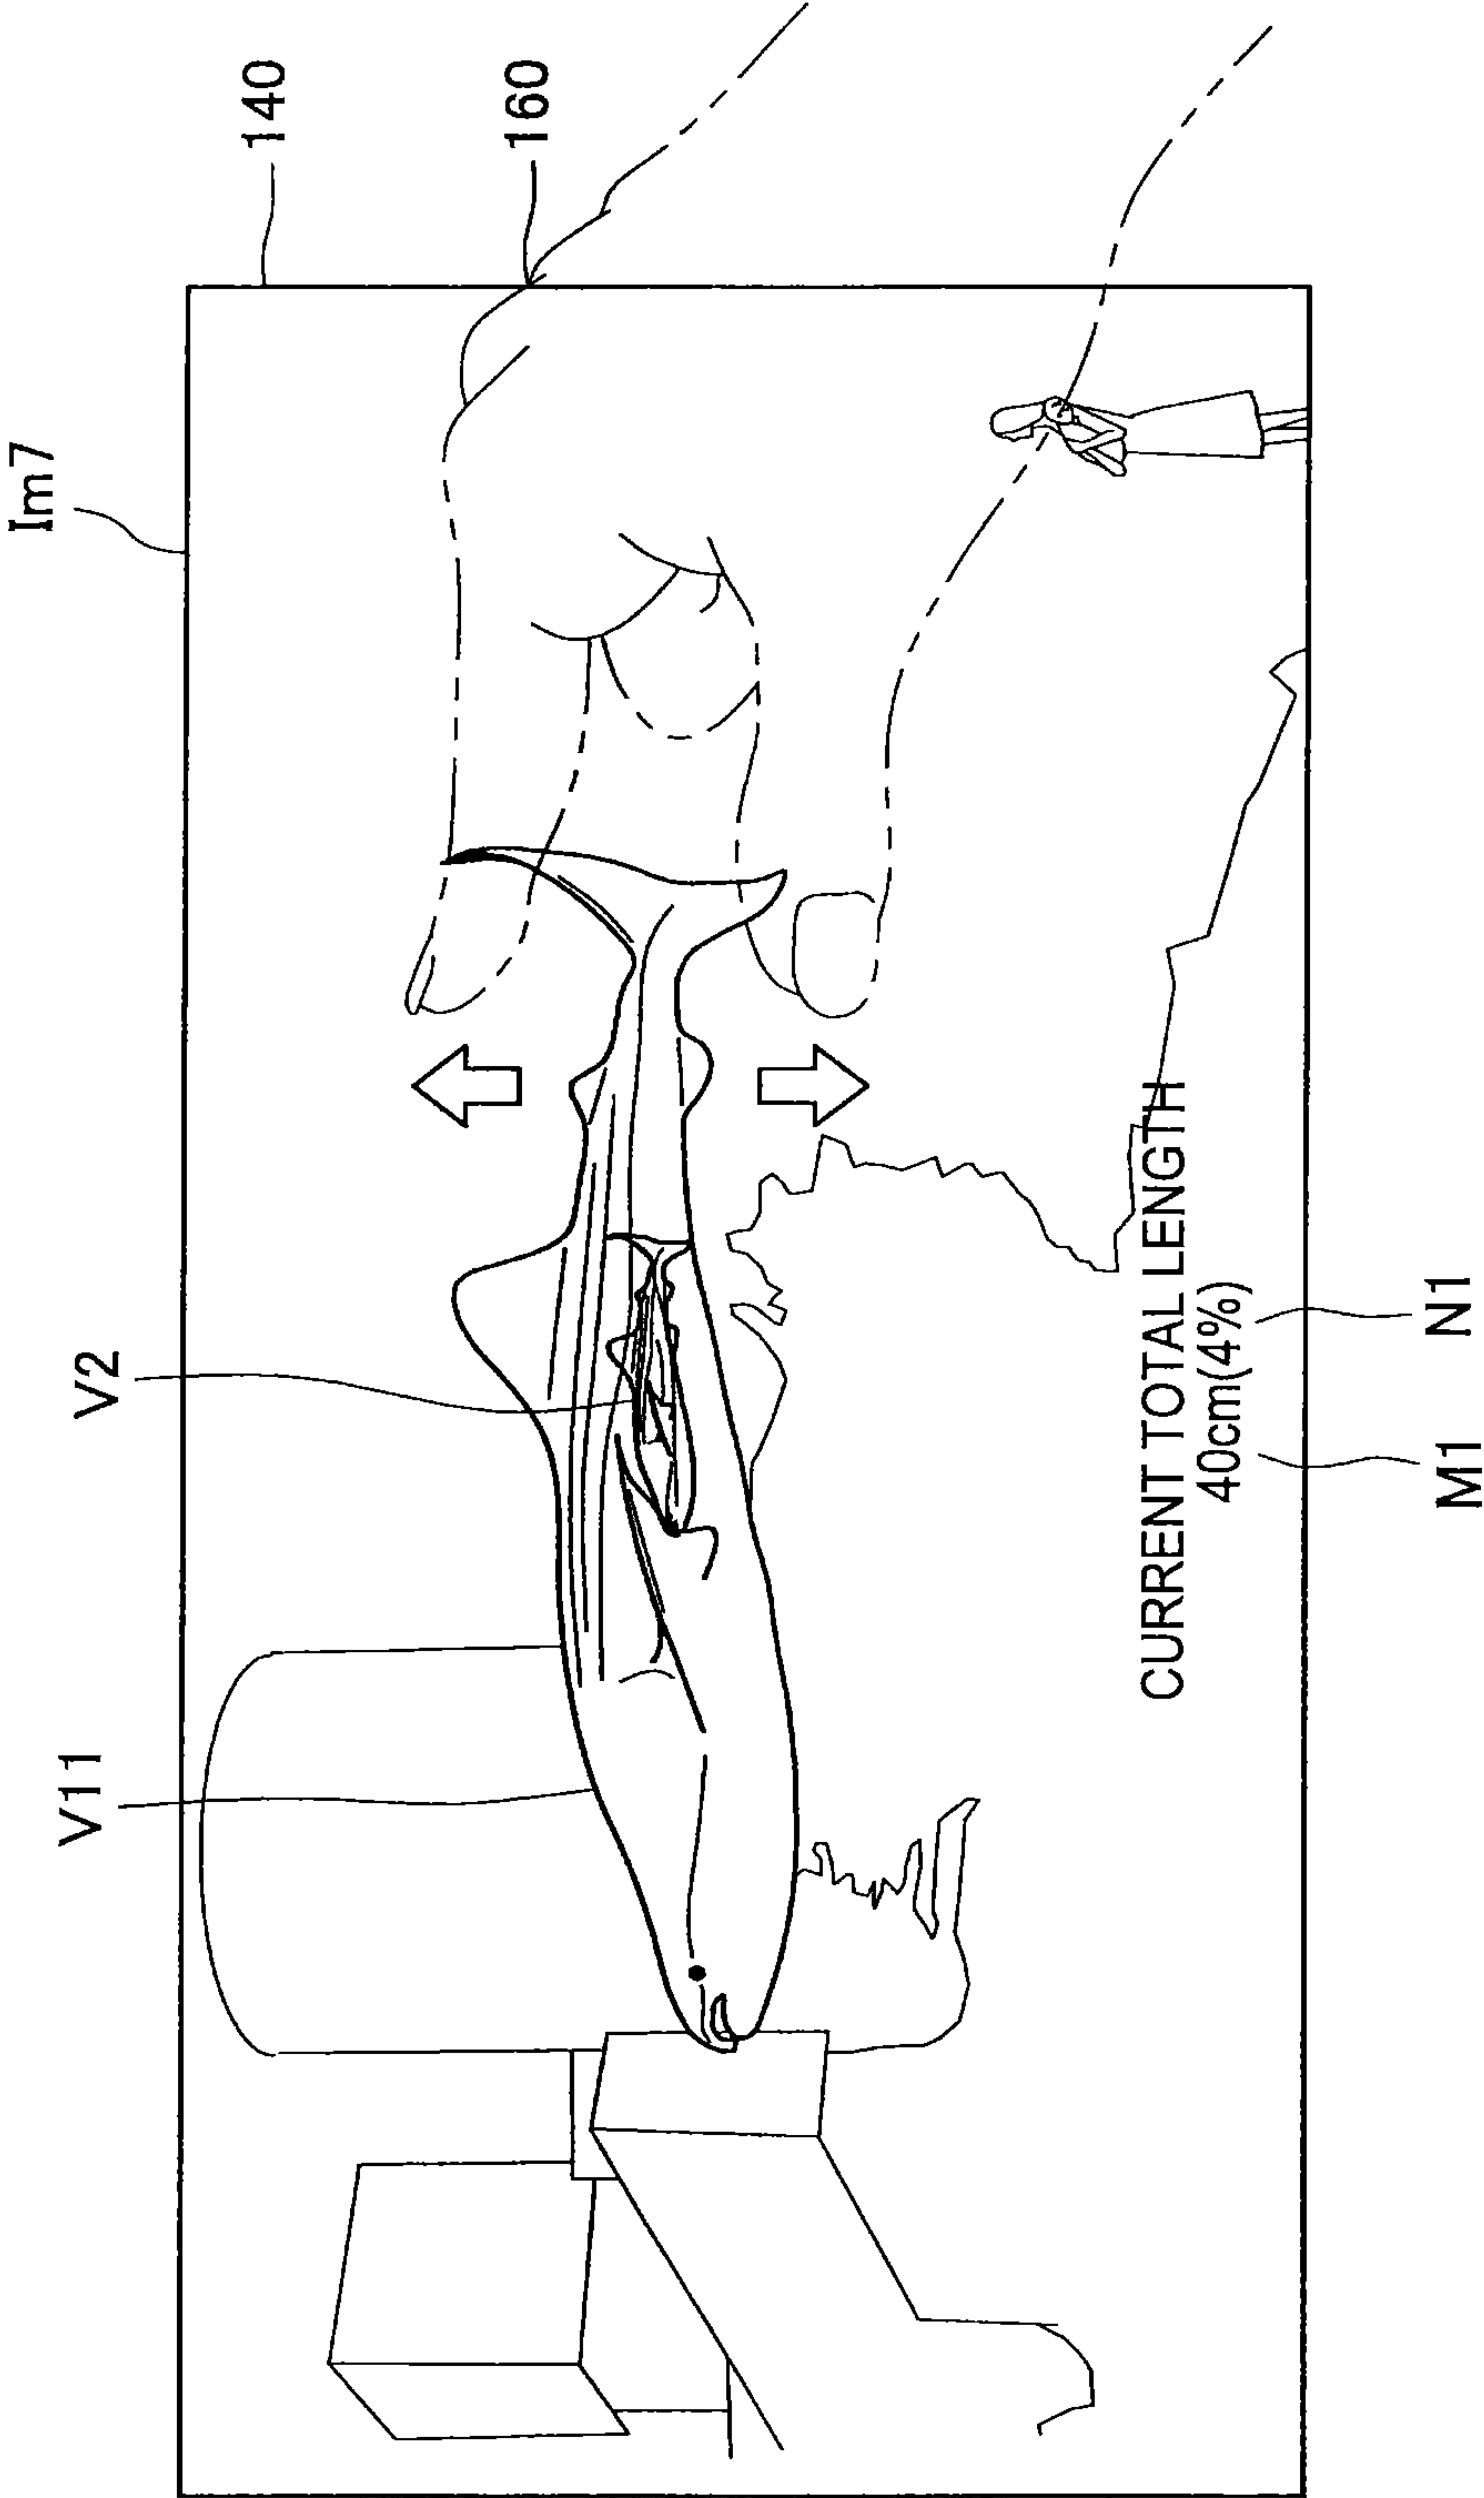 Im7
140
160
V11
V2
CURRENT TOTAL LENGTH
40cm(4%)
M1
N1